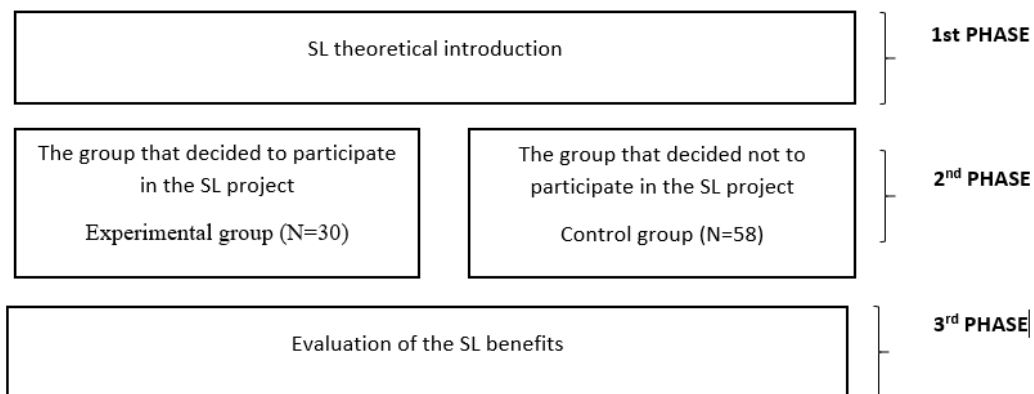 SL theoretical introduction
1st PHASE
The group that decided to participate
in the SL project
Experimental group (N=30)
The group that decided not to
participate in the SL project
Control group (N=58)
2nd PHASE
Evaluation of the SL benefits
3rd PHASE